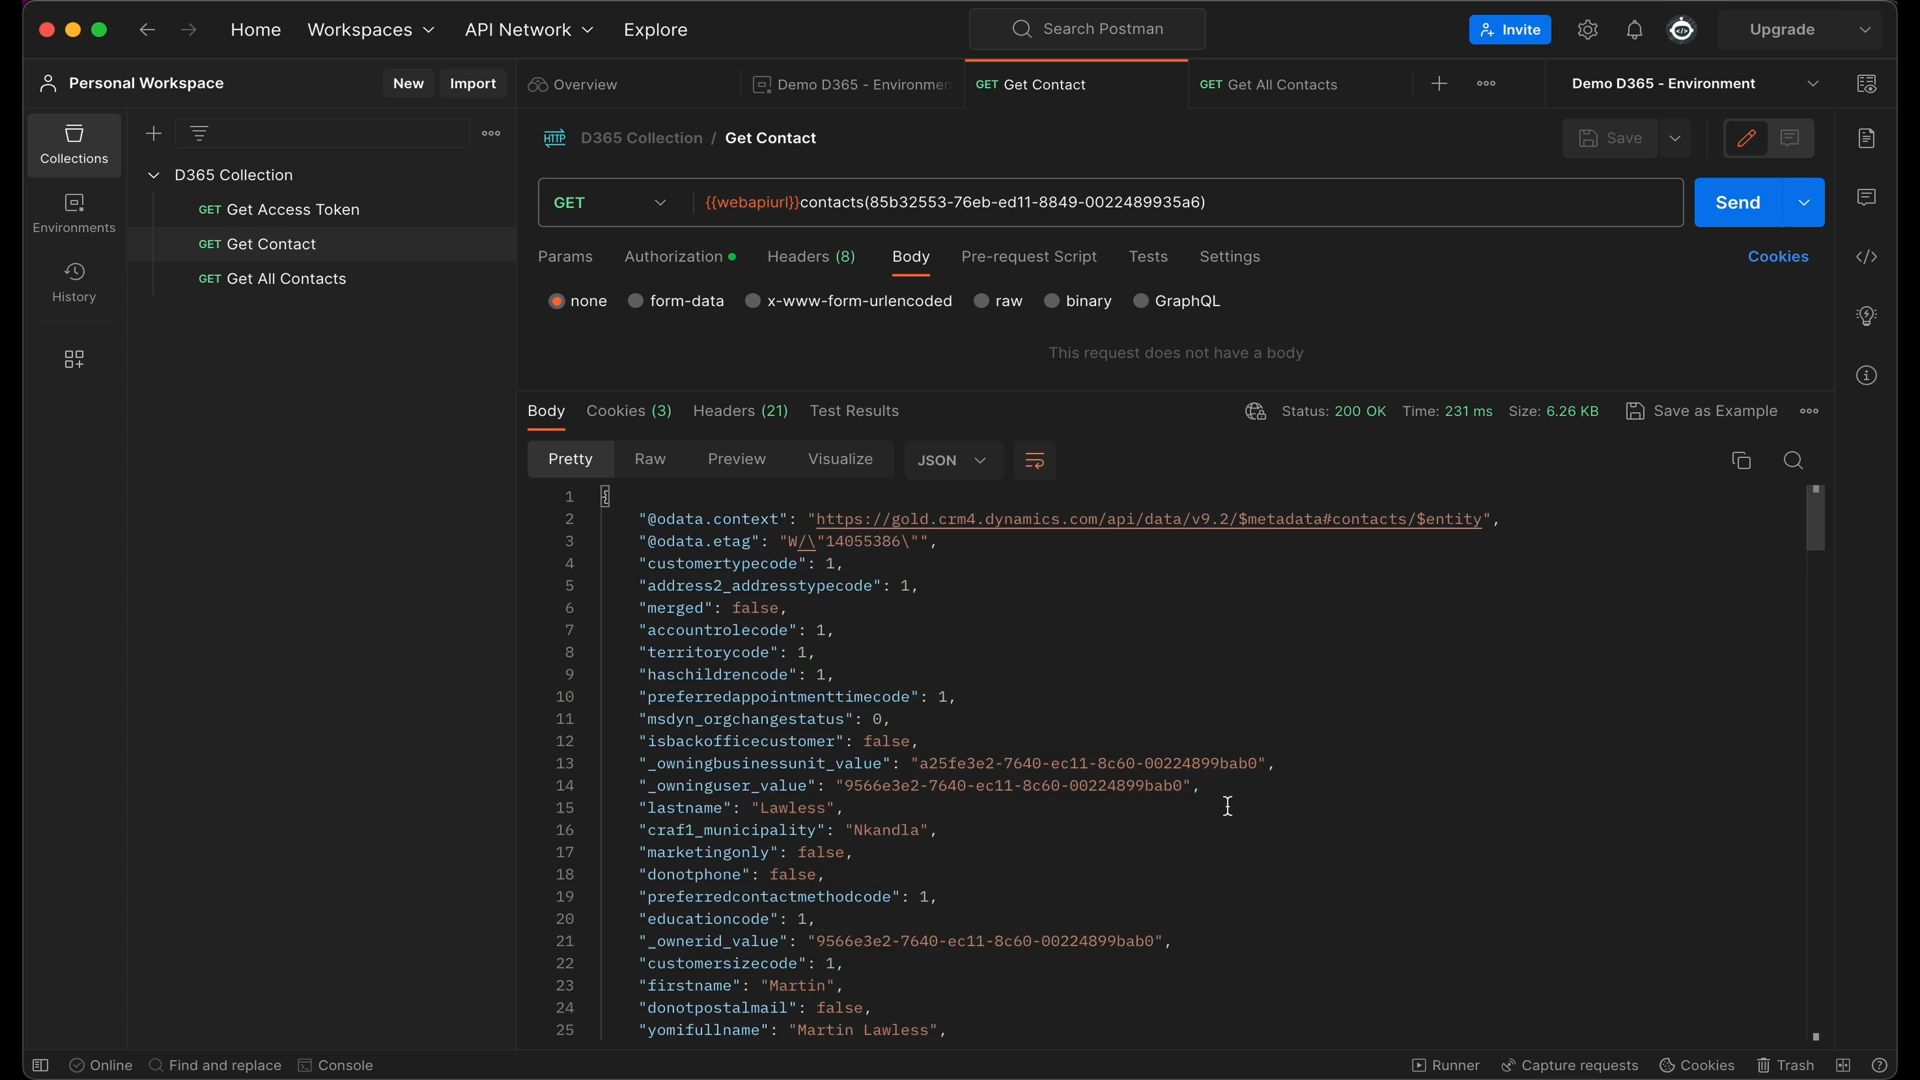 Home Workspaces API Network Explore Search Postman Invite Upgrade
Personal Workspace New Import Overview Demo D365 - Environmen GET Get Contact GET Get All Contacts Demo D365 - Environment
Collections
Environments
History
D365 Collection
GET Get Access Token
GET Get Contact
GET Get All Contacts
HTTP D365 Collection / Get Contact Save
GET {{webapiurl}}contacts(85b32553-76eb-ed11-8849-0022489935a6) Send
Params Authorization Headers (8) Body Pre-request Script Tests Settings Cookies
none form-data x-www-form-urlencoded raw binary GraphQL
This request does not have a body
Body Cookies (3) Headers (21) Test Results Status: 200 OK Time: 231 ms Size: 6.26 KB Save as Example
Pretty Raw Preview Visualize JSON
1 {
2 "@odata.context": "https://gold.crm4.dynamics.com/api/data/v9.2/$metadata#contacts/$entity",
3 "@odata.etag": "W/\"14055386\"",
4 "customertypecode": 1,
5 "address2_addresstypecode": 1,
6 "merged": false,
7 "accountrolecode": 1,
8 "territorycode": 1,
9 "haschildrencode": 1,
10 "preferredappointmenttimecode": 1,
11 "msdyn_orgchangestatus": 0,
12 "isbackofficecustomer": false,
13 "_owningbusinessunit_value": "a25fe3e2-7640-ec11-8c60-00224899bab0",
14 "_owninguser_value": "9566e3e2-7640-ec11-8c60-00224899bab0",
15 "lastname": "Lawless",
16 "craf1_municipality": "Nkandla",
17 "marketingonly": false,
18 "donotphone": false,
19 "preferredcontactmethodcode": 1,
20 "educationcode": 1,
21 "_ownerid_value": "9566e3e2-7640-ec11-8c60-00224899bab0",
22 "customersizecode": 1,
23 "firstname": "Martin",
24 "donotpostalmail": false,
25 "yomifullname": "Martin Lawless",
Online Find and replace Console Runner Capture requests Cookies Trash